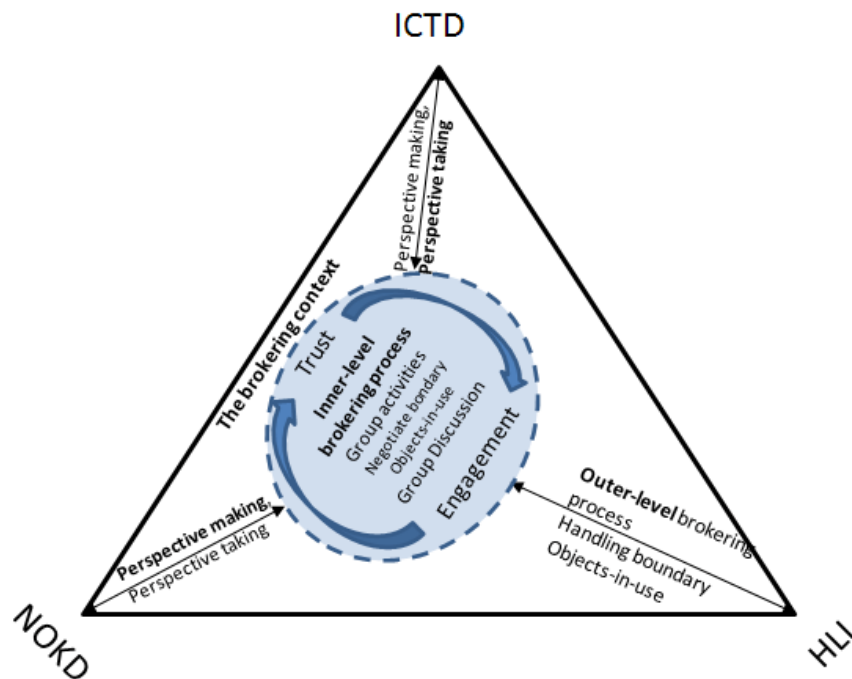 ICTD
Perspective making,
Perspective taking
The brokering context
Trust
Inner-level
brokering process
Group activities
Negotiate bondary
Objects-in-use
Group Discussion
Engagement
Perspective making,
Perspective taking
Outer-level brokering
process
Handling boundary
Objects-in-use
NOKD
HLI